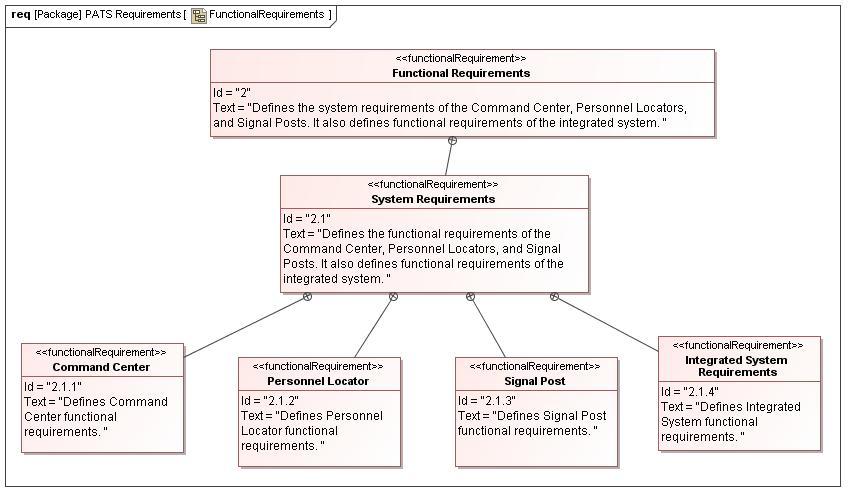 req [Package] PATS Requirements [ FunctionalRequirements ]
<<functionalRequirement>>
Functional Requirements
Id = "2"
Text = "Defines the system requirements of the Command Center, Personnel Locators,
and Signal Posts. It also defines functional requirements of the integrated system. "
<<functionalRequirement>>
System Requirements
Id = "2.1"
Text = "Defines the functional requirements of the
Command Center, Personnel Locators, and Signal
Posts. It also defines functional requirements of the
integrated system. "
<<functionalRequirement>>
Command Center
Id = "2.1.1"
Text = "Defines Command
Center functional
requirements. "
<<functionalRequirement>>
Personnel Locator
Id = "2.1.2"
Text = "Defines Personnel
Locator functional
requirements. "
<<functionalRequirement>>
Signal Post
Id = "2.1.3"
Text = "Defines Signal Post
functional requirements. "
<<functionalRequirement>>
Integrated System
Requirements
Id = "2.1.4"
Text = "Defines Integrated
System functional
requirements. "